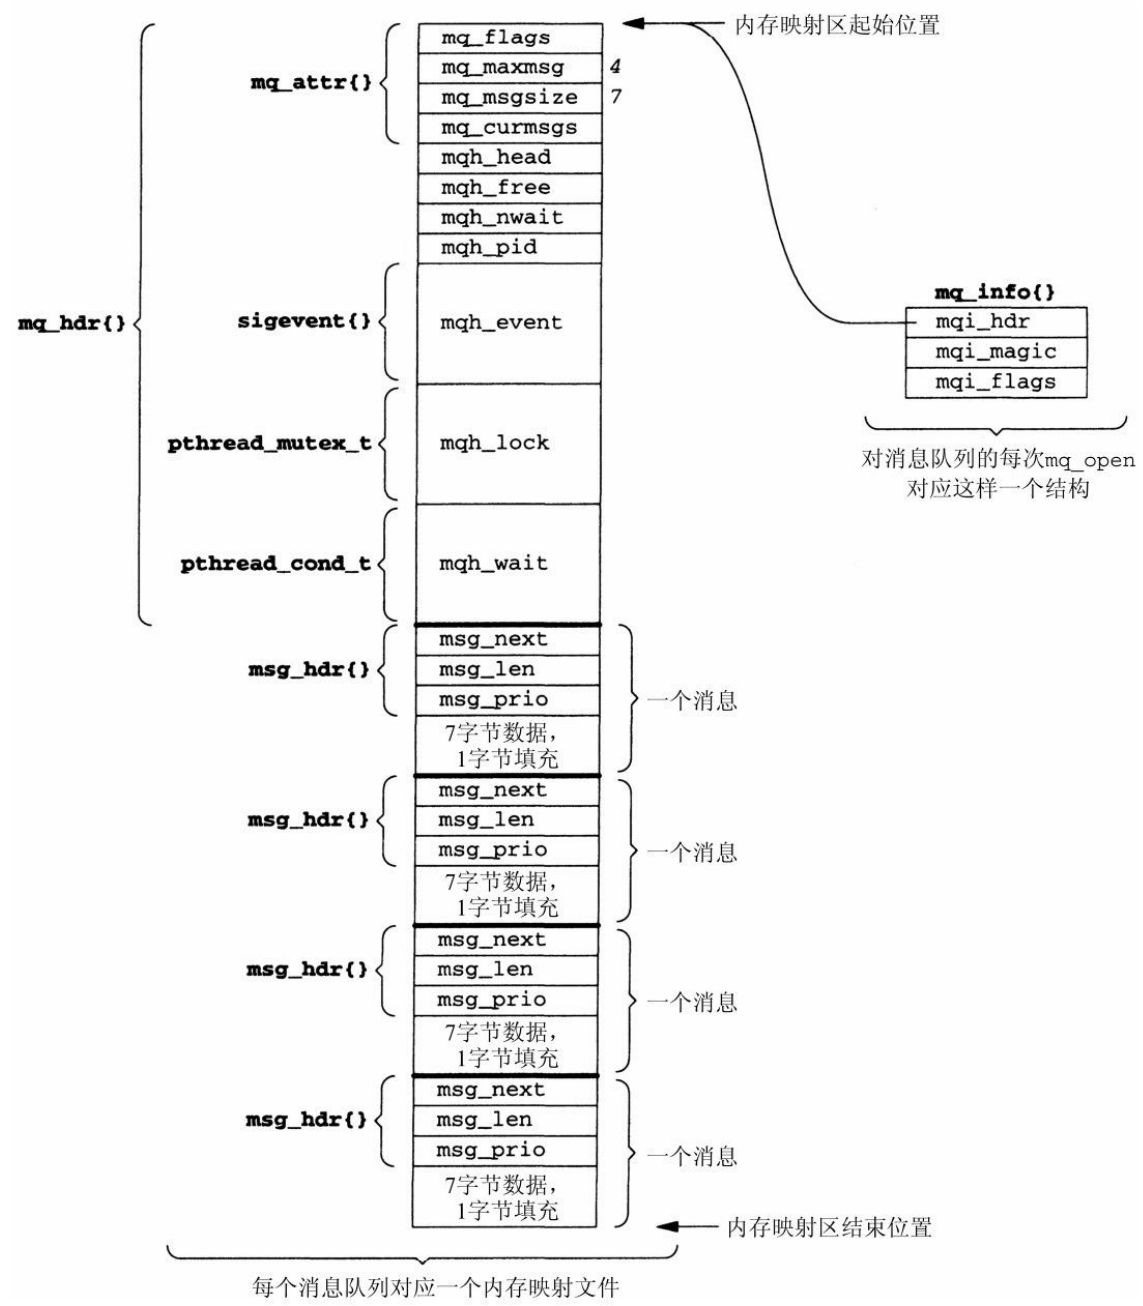 内存映射区起始位置
mq_flags
mq_attr{}
mq_maxmsg 4
mq_msgsize 7
mq_curmsgs
mqh_head
mqh_free
mqh_nwait
mqh_pid
mq_hdr{}
sigevent{}
mqh_event
mq_info{}
mqi_hdr
mqi_magic
mqi_flags
对消息队列的每次mq_open
对应这样一个结构
pthread_mutex_t
mqh_lock
pthread_cond_t
mqh_wait
msg_hdr{}
msg_next
msg_len
msg_prio
7字节数据，
1字节填充
一个消息
msg_hdr{}
msg_next
msg_len
msg_prio
7字节数据，
1字节填充
一个消息
msg_hdr{}
msg_next
msg_len
msg_prio
7字节数据，
1字节填充
一个消息
msg_hdr{}
msg_next
msg_len
msg_prio
7字节数据，
1字节填充
一个消息
内存映射区结束位置
每个消息队列对应一个内存映射文件